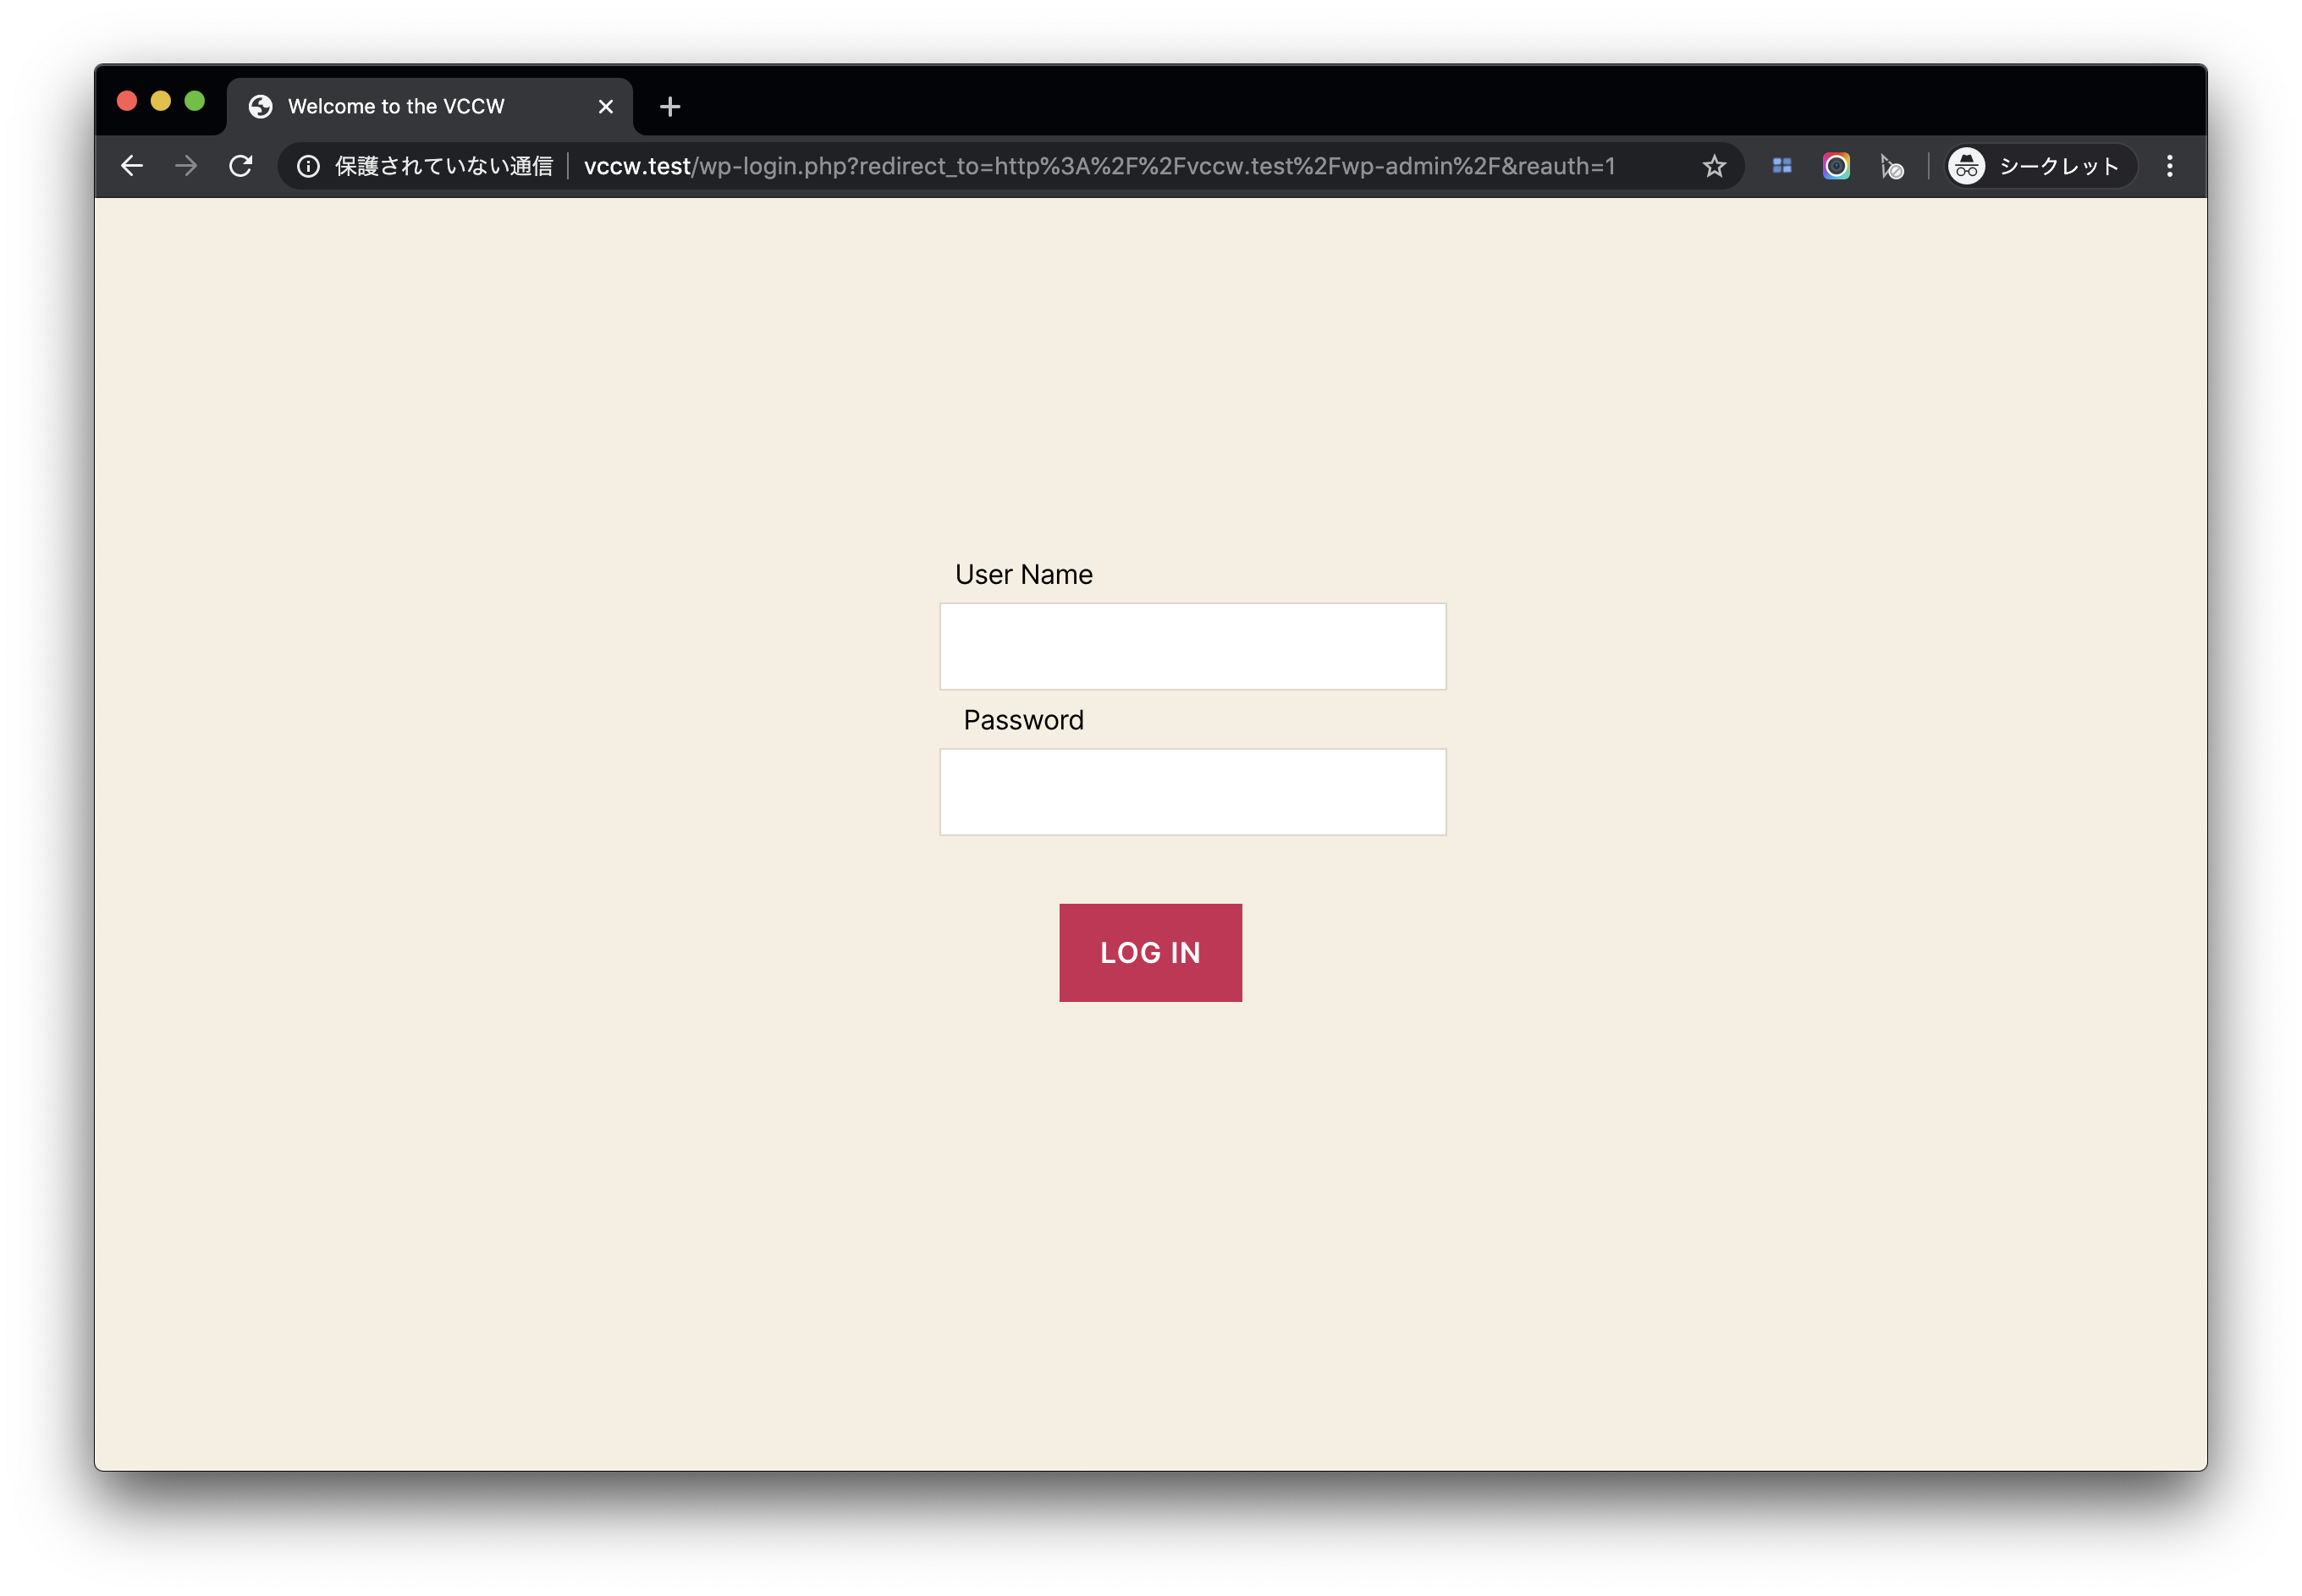 Welcome to the VCCW
保護されていない通信 vccw.test/wp-login.php?redirect_to=http%3A%2F%2Fvccw.test%2Fwp-admin%2F&reauth=1 シークレット
User Name
Password
LOG IN